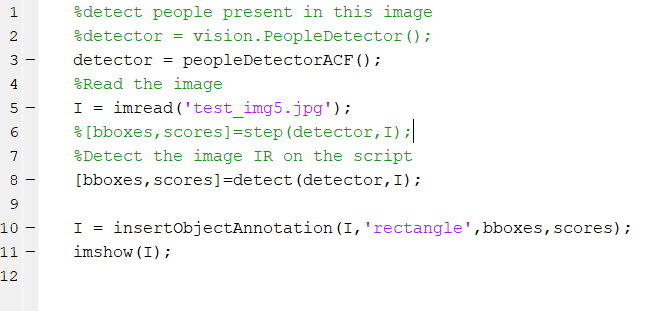 1 %detect people present in this image
2 %detector = vision.PeopleDetector();
3 – detector = peopleDetectorACF();
4 %Read the image
5 – I = imread('test_img5.jpg');
6 %[bboxes,scores]=step(detector,I);
7 %Detect the image IR on the script
8 – [bboxes,scores]=detect(detector,I);
9
10 – I = insertObjectAnnotation(I,'rectangle',bboxes,scores);
11 – imshow(I);
12